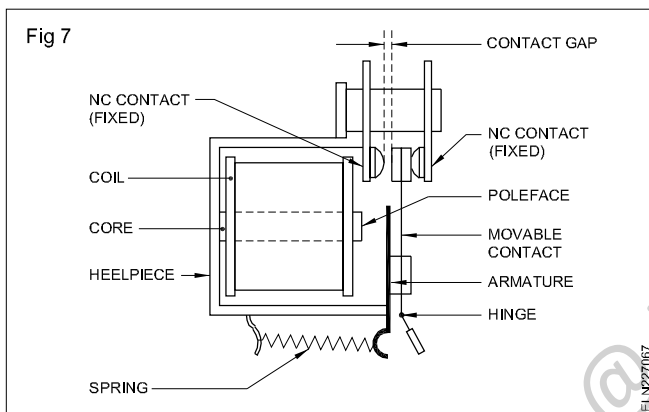 Fig 7
CONTACT GAP
NC CONTACT
(FIXED)
NC CONTACT
(FIXED)
COIL
POLEFACE
CORE
MOVABLE
CONTACT
HEELPIECE
ARMATURE
HINGE
SPRING
ELN227067
@